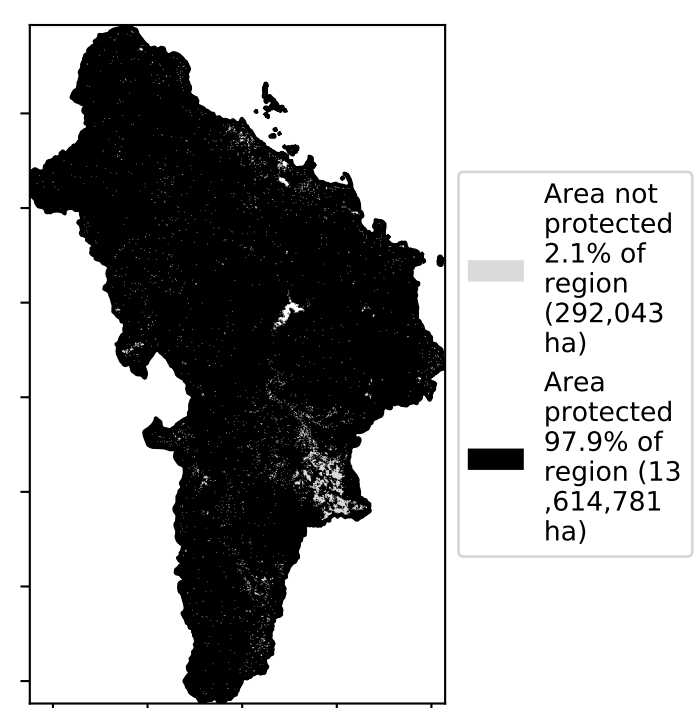 Area not
protected
2.1% of
region
(292,043
ha)
Area
protected
97.9% of
region (13
,614,781
ha)